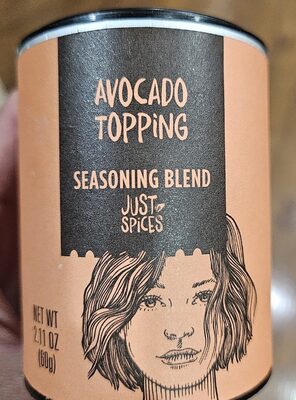 AVOCADO
TOPPING
SEASONING BLEND
JUST
SPiCES
NET WT
2.11 OZ
(60g)